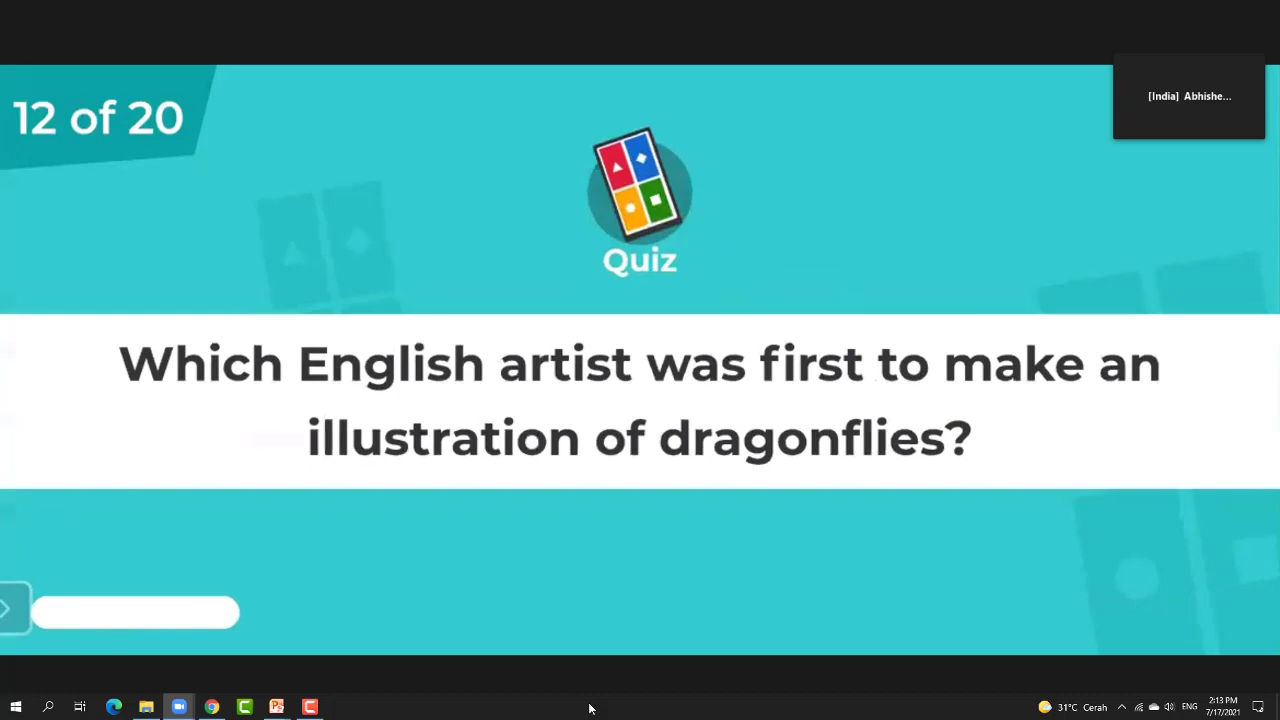 12 of 20
[India] Abhishe...
Quiz
Which English artist was first to make an
illustration of dragonflies?
31°C Cerah
ENG
2:13 PM
7/17/2021